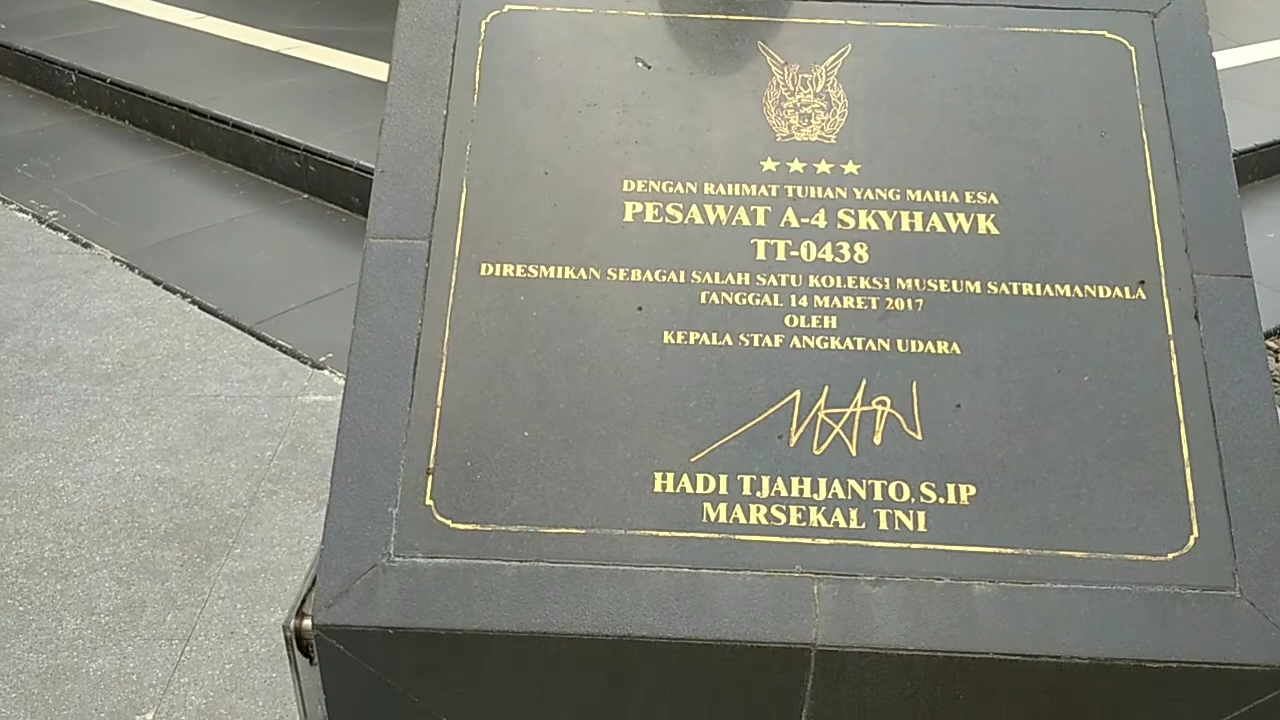 DENGAN RAHMAT TUHAN YANG MAHA ESA
PESAWAT A-4 SKYHAWK
TT-0438
DIRESMIKAN SEBAGAI SALAH SATU KOLEKSI MUSEUM SATRIAMANDALA
TANGGAL 14 MARET 2017
OLEH
KEPALA STAF ANGKATAN UDARA
HADI TJAHJANTO, S.IP
MARSEKAL TNI